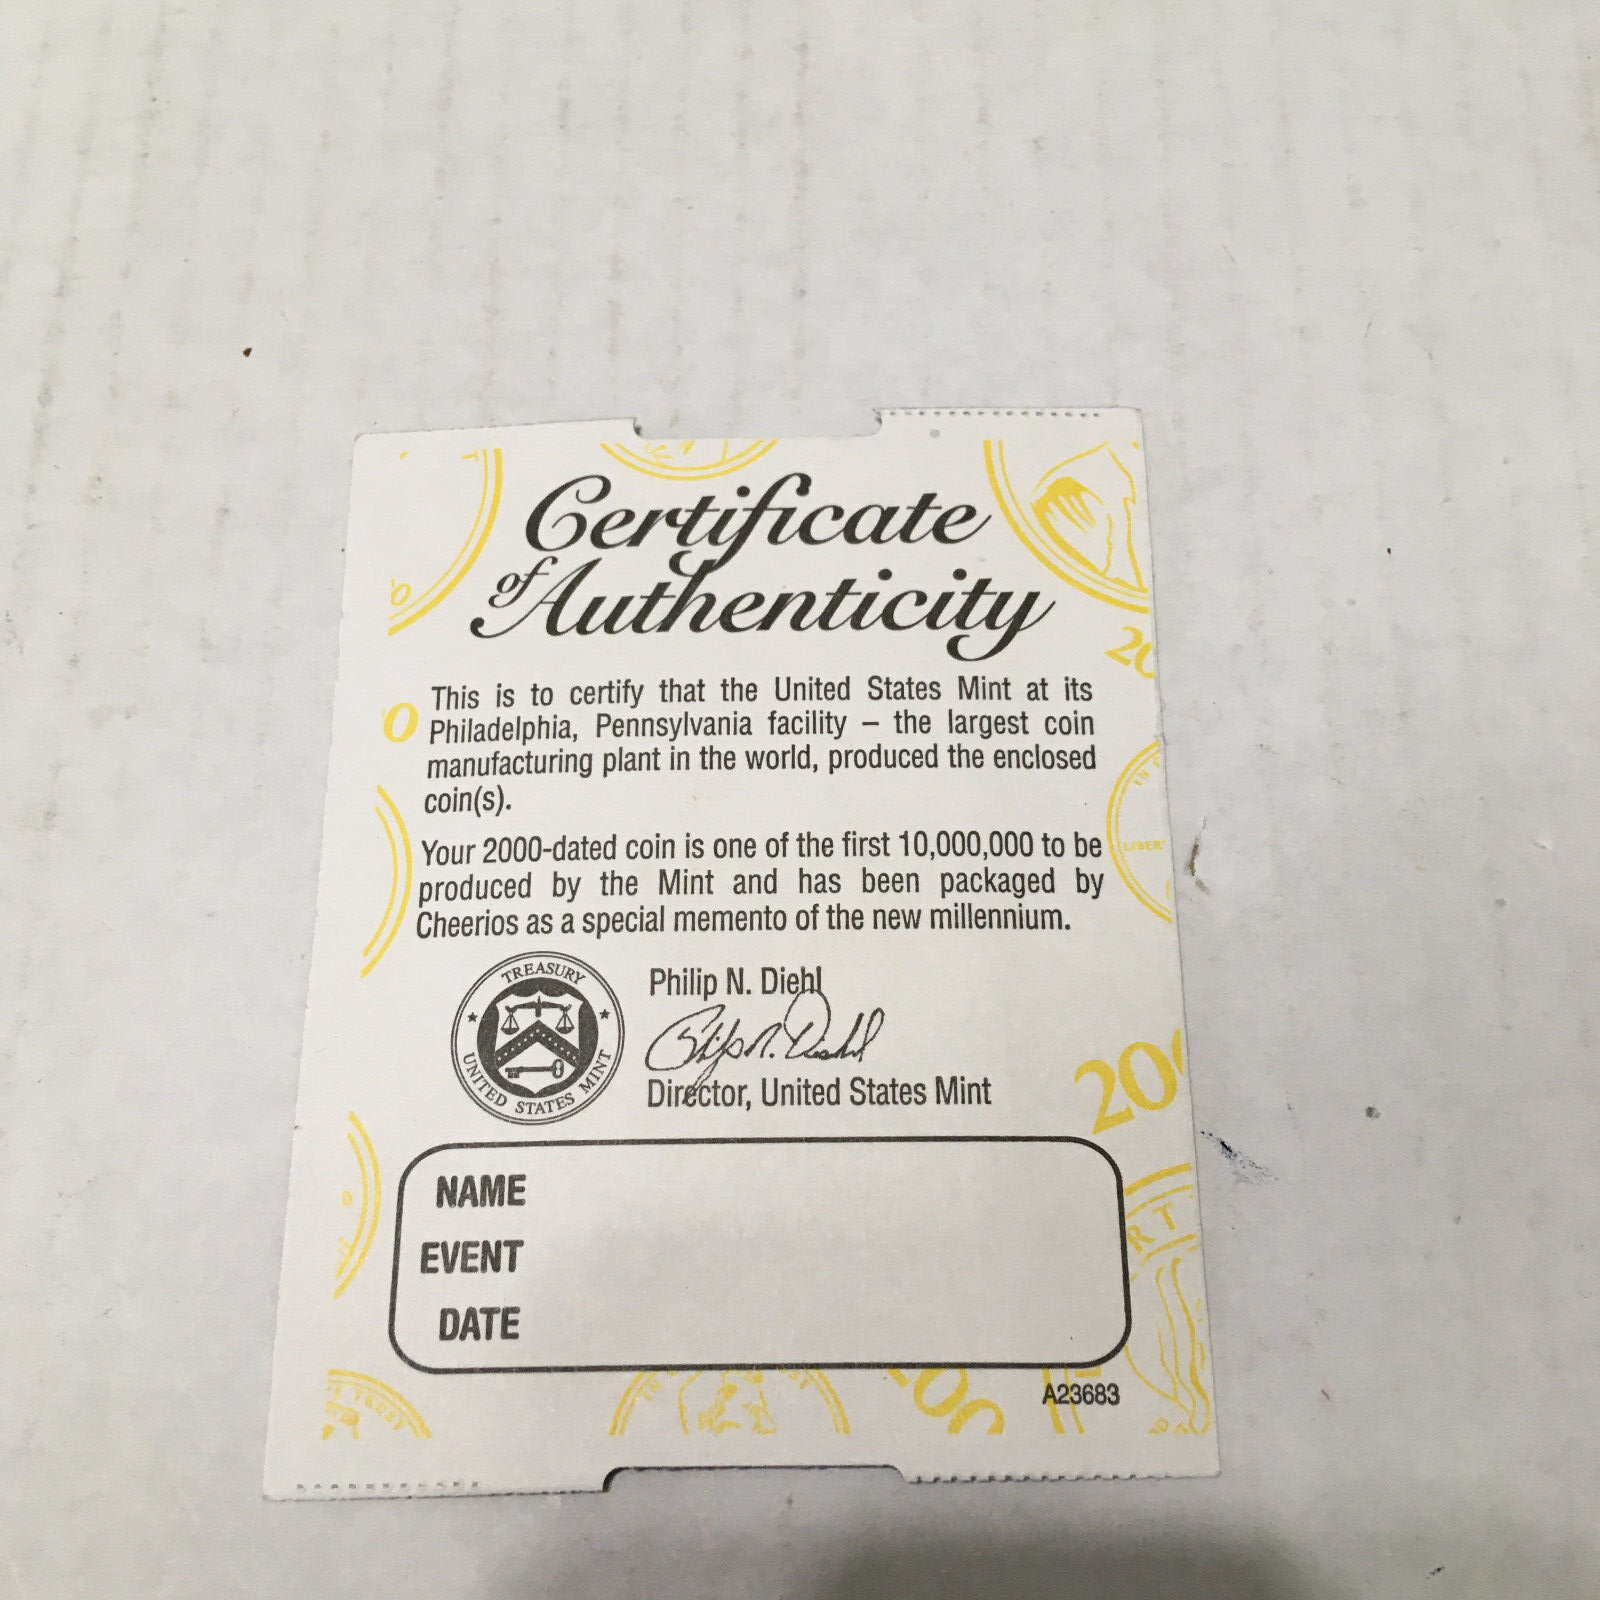 Certificate
of Authenticity
This is to certify that the United States Mint at its
Philadelphia, Pennsylvania facility – the largest coin
manufacturing plant in the world, produced the enclosed
coin(s).
Your 2000-dated coin is one of the first 10,000,000 to be
produced by the Mint and has been packaged by
Cheerios as a special memento of the new millennium.
TREASURY
UNITED STATES MINT
Philip N. Diehl
Philip N. Diehl
Director, United States Mint
NAME
EVENT
DATE
A23683